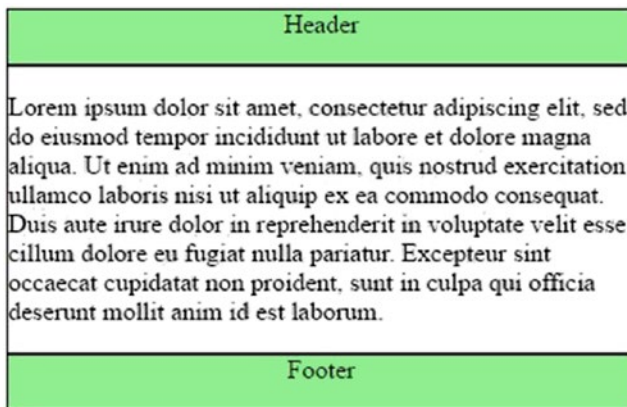 Header
Lorem ipsum dolor sit amet, consectetur adipiscing elit, sed
do eiusmod tempor incididunt ut labore et dolore magna
aliqua. Ut enim ad minim veniam, quis nostrud exercitation
ullamco laboris nisi ut aliquip ex ea commodo consequat.
Duis aute irure dolor in reprehenderit in voluptate velit esse
cillum dolore eu fugiat nulla pariatur. Excepteur sint
occaecat cupidatat non proident, sunt in culpa qui officia
deserunt mollit anim id est laborum.
Footer